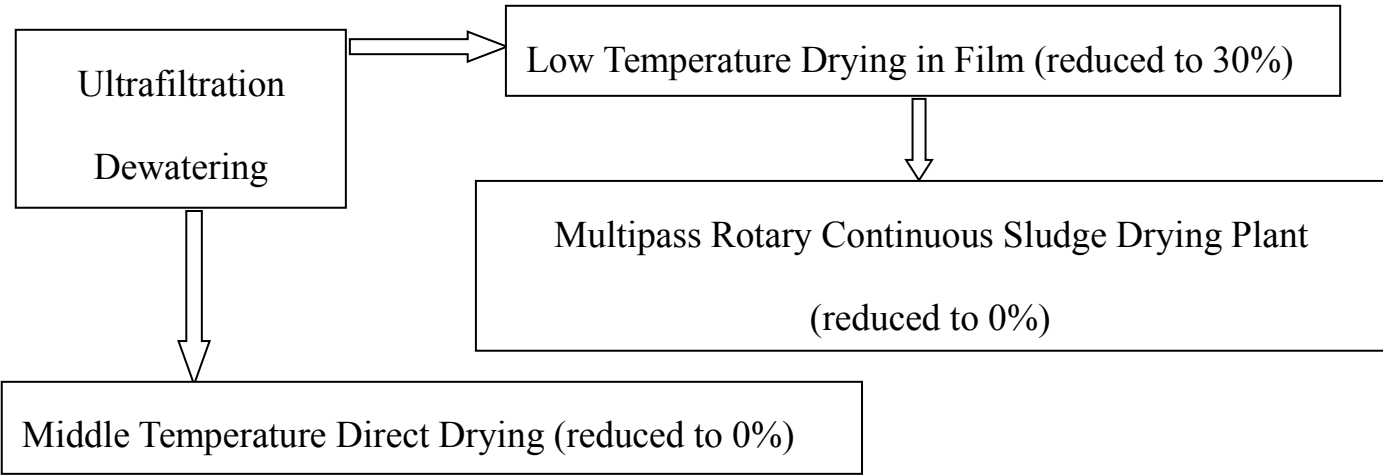 Ultrafiltration
Dewatering
Low Temperature Drying in Film (reduced to 30%)
Multipass Rotary Continuous Sludge Drying Plant
(reduced to 0%)
Middle Temperature Direct Drying (reduced to 0%)